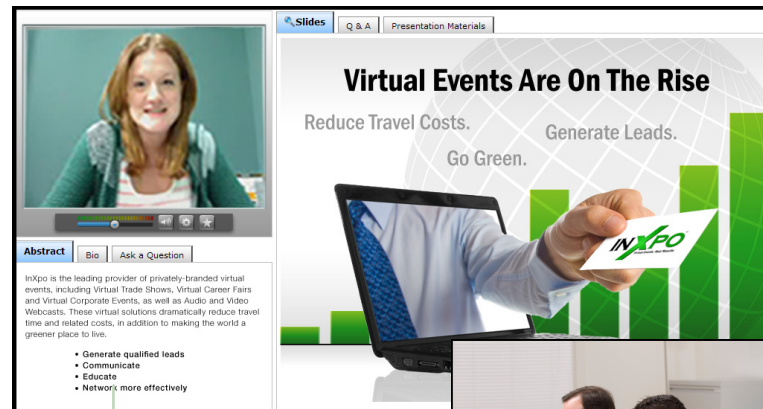 Slides
Q & A
Presentation Materials
Virtual Events Are On The Rise
Reduce Travel Costs.
Generate Leads.
Go Green.
INXPO
Abstract
Bio
Ask a Question
InXpo is the leading provider of privately-branded virtual
events, including Virtual Trade Shows, Virtual Career Fairs
and Virtual Corporate Events, as well as Audio and Video
Webcasts. These virtual solutions dramatically reduce travel
time and related costs, in addition to making the world a
greener place to live.
• Generate qualified leads
• Communicate
• Educate
• Network more effectively